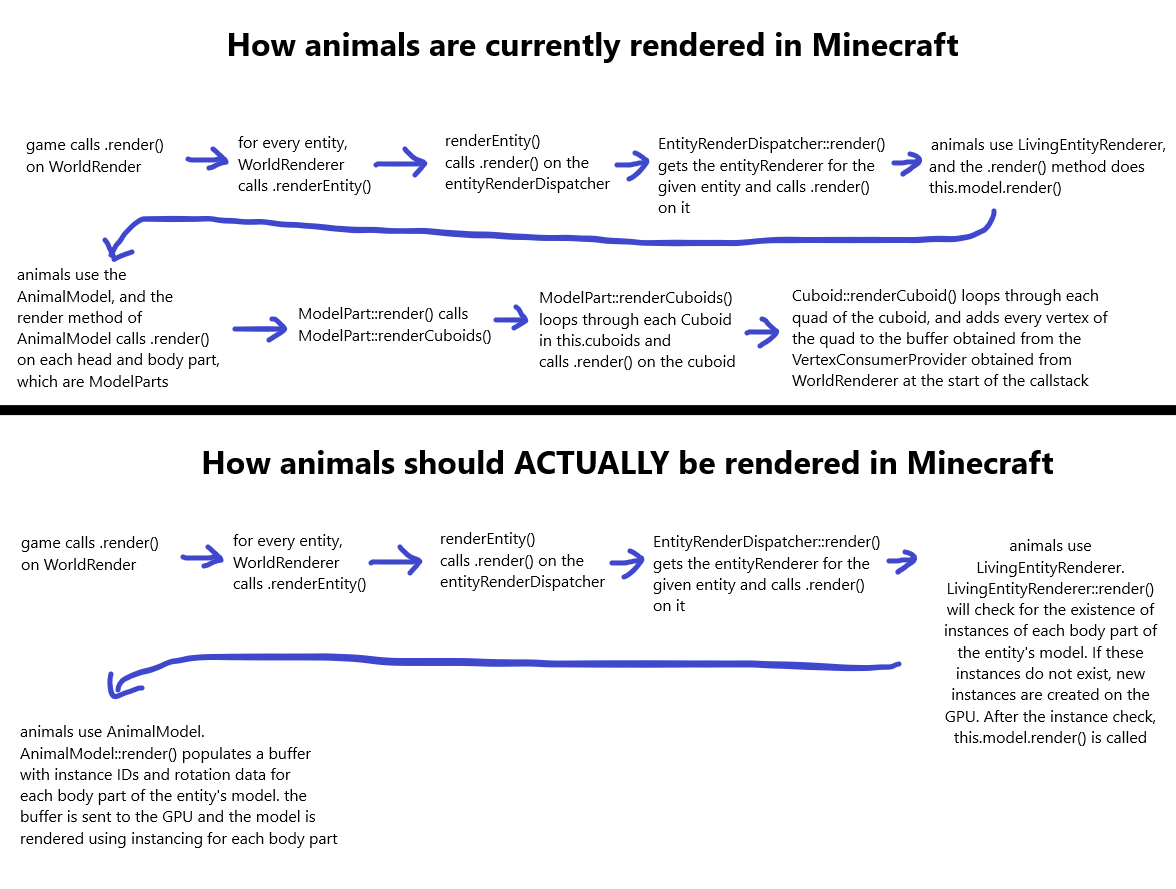 How animals are currently rendered in Minecraft
game calls .render()
on WorldRender
for every entity,
WorldRenderer
calls .renderEntity()
renderEntity()
calls .render() on the
entityRenderDispatcher
EntityRenderDispatcher::render()
gets the entityRenderer for the
given entity and calls .render()
on it
animals use LivingEntityRenderer,
and the .render() method does
this.model.render()
animals use the
AnimalModel, and the
render method of
AnimalModel calls .render()
on each head and body part,
which are ModelParts
ModelPart::render() calls
ModelPart::renderCuboids()
ModelPart::renderCuboids()
loops through each Cuboid
in this.cuboids and
calls .render() on the cuboid
Cuboid::renderCuboid() loops through each
quad of the cuboid, and adds every vertex of
the quad to the buffer obtained from the
VertexConsumerProvider obtained from
WorldRenderer at the start of the callstack
How animals should ACTUALLY be rendered in Minecraft
game calls .render()
on WorldRender
for every entity,
WorldRenderer
calls .renderEntity()
renderEntity()
calls .render() on the
entityRenderDispatcher
EntityRenderDispatcher::render()
gets the entityRenderer for the
given entity and calls .render()
on it
animals use
LivingEntityRenderer.
LivingEntityRenderer::render()
will check for the existence of
instances of each body part of
the entity's model. If these
instances do not exist, new
instances are created on the
GPU. After the instance check,
this.model.render() is called
animals use AnimalModel.
AnimalModel::render() populates a buffer
with instance IDs and rotation data for
each body part of the entity's model. the
buffer is sent to the GPU and the model is
rendered using instancing for each body part